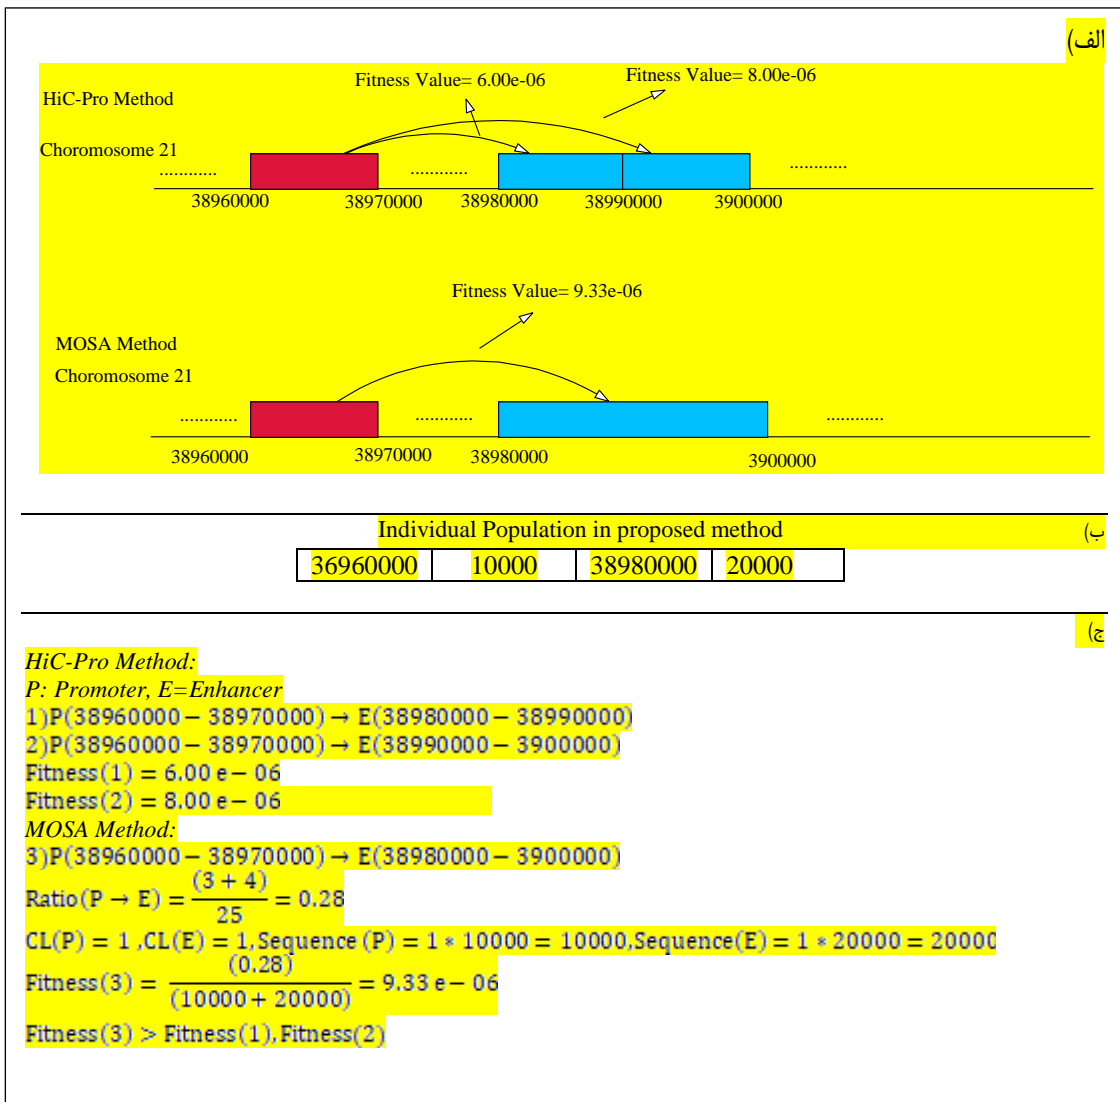 الف)
Fitness Value= 6.00e-06
Fitness Value= 8.00e-06
HiC-Pro Method
Choromosome 21
............ ............ ............
38960000 38970000 38980000 38990000 3900000
Fitness Value= 9.33e-06
MOSA Method
Choromosome 21
............ ............ ............
38960000 38970000 38980000 3900000
Individual Population in proposed method
ب)
36960000 10000 38980000 20000
ج)
HiC-Pro Method:
P: Promoter, E=Enhancer
1)P(38960000 − 38970000) → E(38980000 − 38990000)
2)P(38960000 − 38970000) → E(38990000 − 3900000)
Fitness(1) = 6.00 e − 06
Fitness(2) = 8.00 e − 06
MOSA Method:
3)P(38960000 − 38970000) → E(38980000 − 3900000)
Ratio(P → E) = (3 + 4) / 25 = 0.28
CL(P) = 1 ,CL(E) = 1,Sequence (P) = 1 * 10000 = 10000,Sequence(E) = 1 * 20000 = 20000
Fitness(3) = (0.28) / (10000 + 20000) = 9.33 e − 06
Fitness(3) > Fitness(1),Fitness(2)